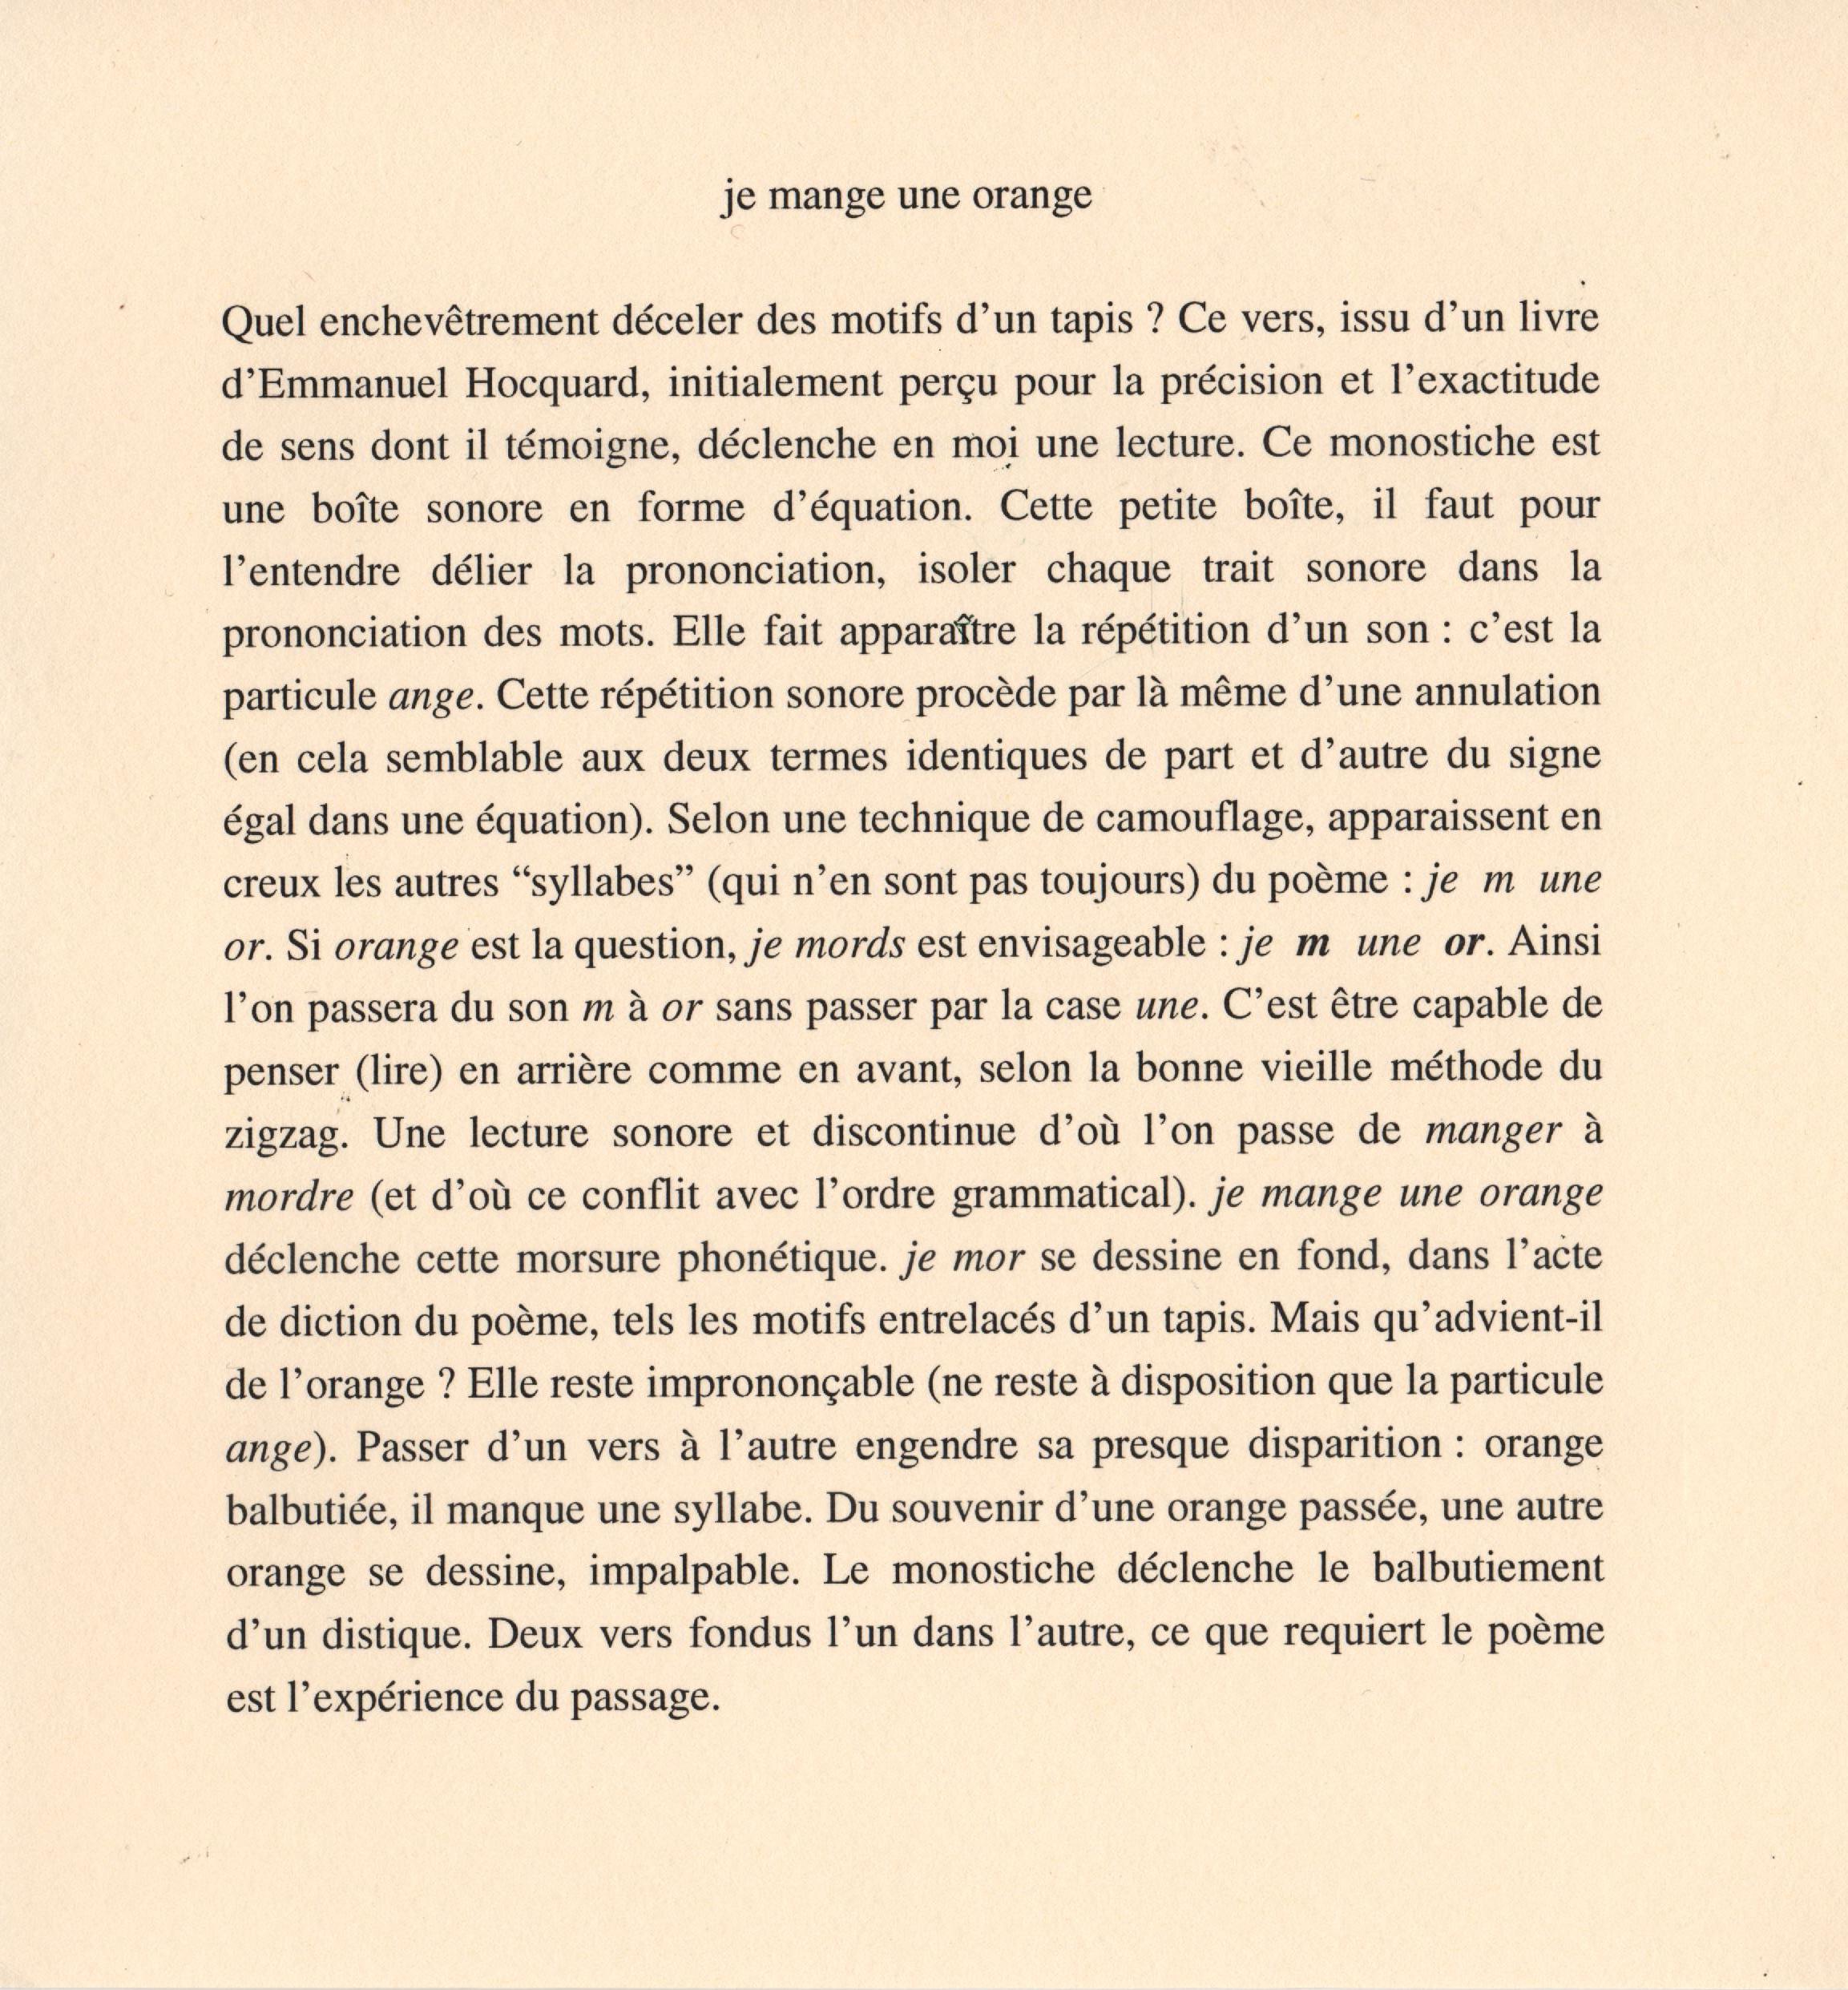 je mange une orange
Quel enchevêtrement déceler des motifs d’un tapis ? Ce vers, issu d’un livre
d’Emmanuel Hocquard, initialement perçu pour la précision et l’exactitude
de sens dont il témoigne, déclenche en moi une lecture. Ce monostiche est
une boîte sonore en forme d’équation. Cette petite boîte, il faut pour
l’entendre délier la prononciation, isoler chaque trait sonore dans la
prononciation des mots. Elle fait apparaître la répétition d’un son : c’est la
particule ange. Cette répétition sonore procède par là même d’une annulation
(en cela semblable aux deux termes identiques de part et d’autre du signe
égal dans une équation). Selon une technique de camouflage, apparaissent en
creux les autres “syllabes” (qui n’en sont pas toujours) du poème : je m une
or. Si orange est la question, je mords est envisageable : je m une or. Ainsi
l’on passera du son m à or sans passer par la case une. C’est être capable de
penser (lire) en arrière comme en avant, selon la bonne vieille méthode du
zigzag. Une lecture sonore et discontinue d’où l’on passe de manger à
mordre (et d’où ce conflit avec l’ordre grammatical). je mange une orange
déclenche cette morsure phonétique. je mor se dessine en fond, dans l’acte
de diction du poème, tels les motifs entrelacés d’un tapis. Mais qu’advient-il
de l’orange ? Elle reste imprononçable (ne reste à disposition que la particule
ange). Passer d’un vers à l’autre engendre sa presque disparition : orange
balbutiée, il manque une syllabe. Du souvenir d’une orange passée, une autre
orange se dessine, impalpable. Le monostiche déclenche le balbutiement
d’un distique. Deux vers fondus l’un dans l’autre, ce que requiert le poème
est l’expérience du passage.